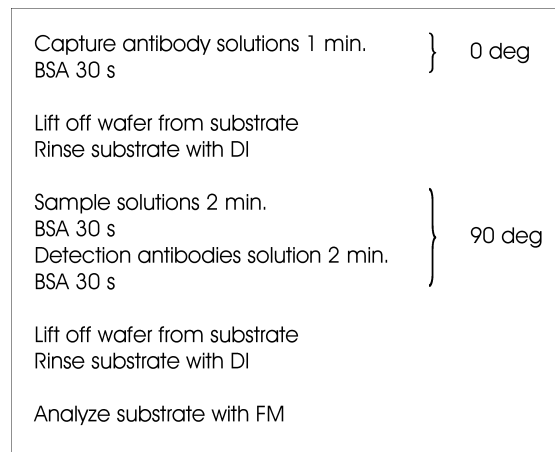 Capture antibody solutions 1 min.
0 deg
BSA 30 s
Lift off wafer from substrate
Rinse substrate with DI
Sample solutions 2 min.
BSA 30 s
90 deg
Detection antibodies solution 2 min.
BSA 30 s
Lift off wafer from substrate
Rinse substrate with DI
Analyze substrate with FM